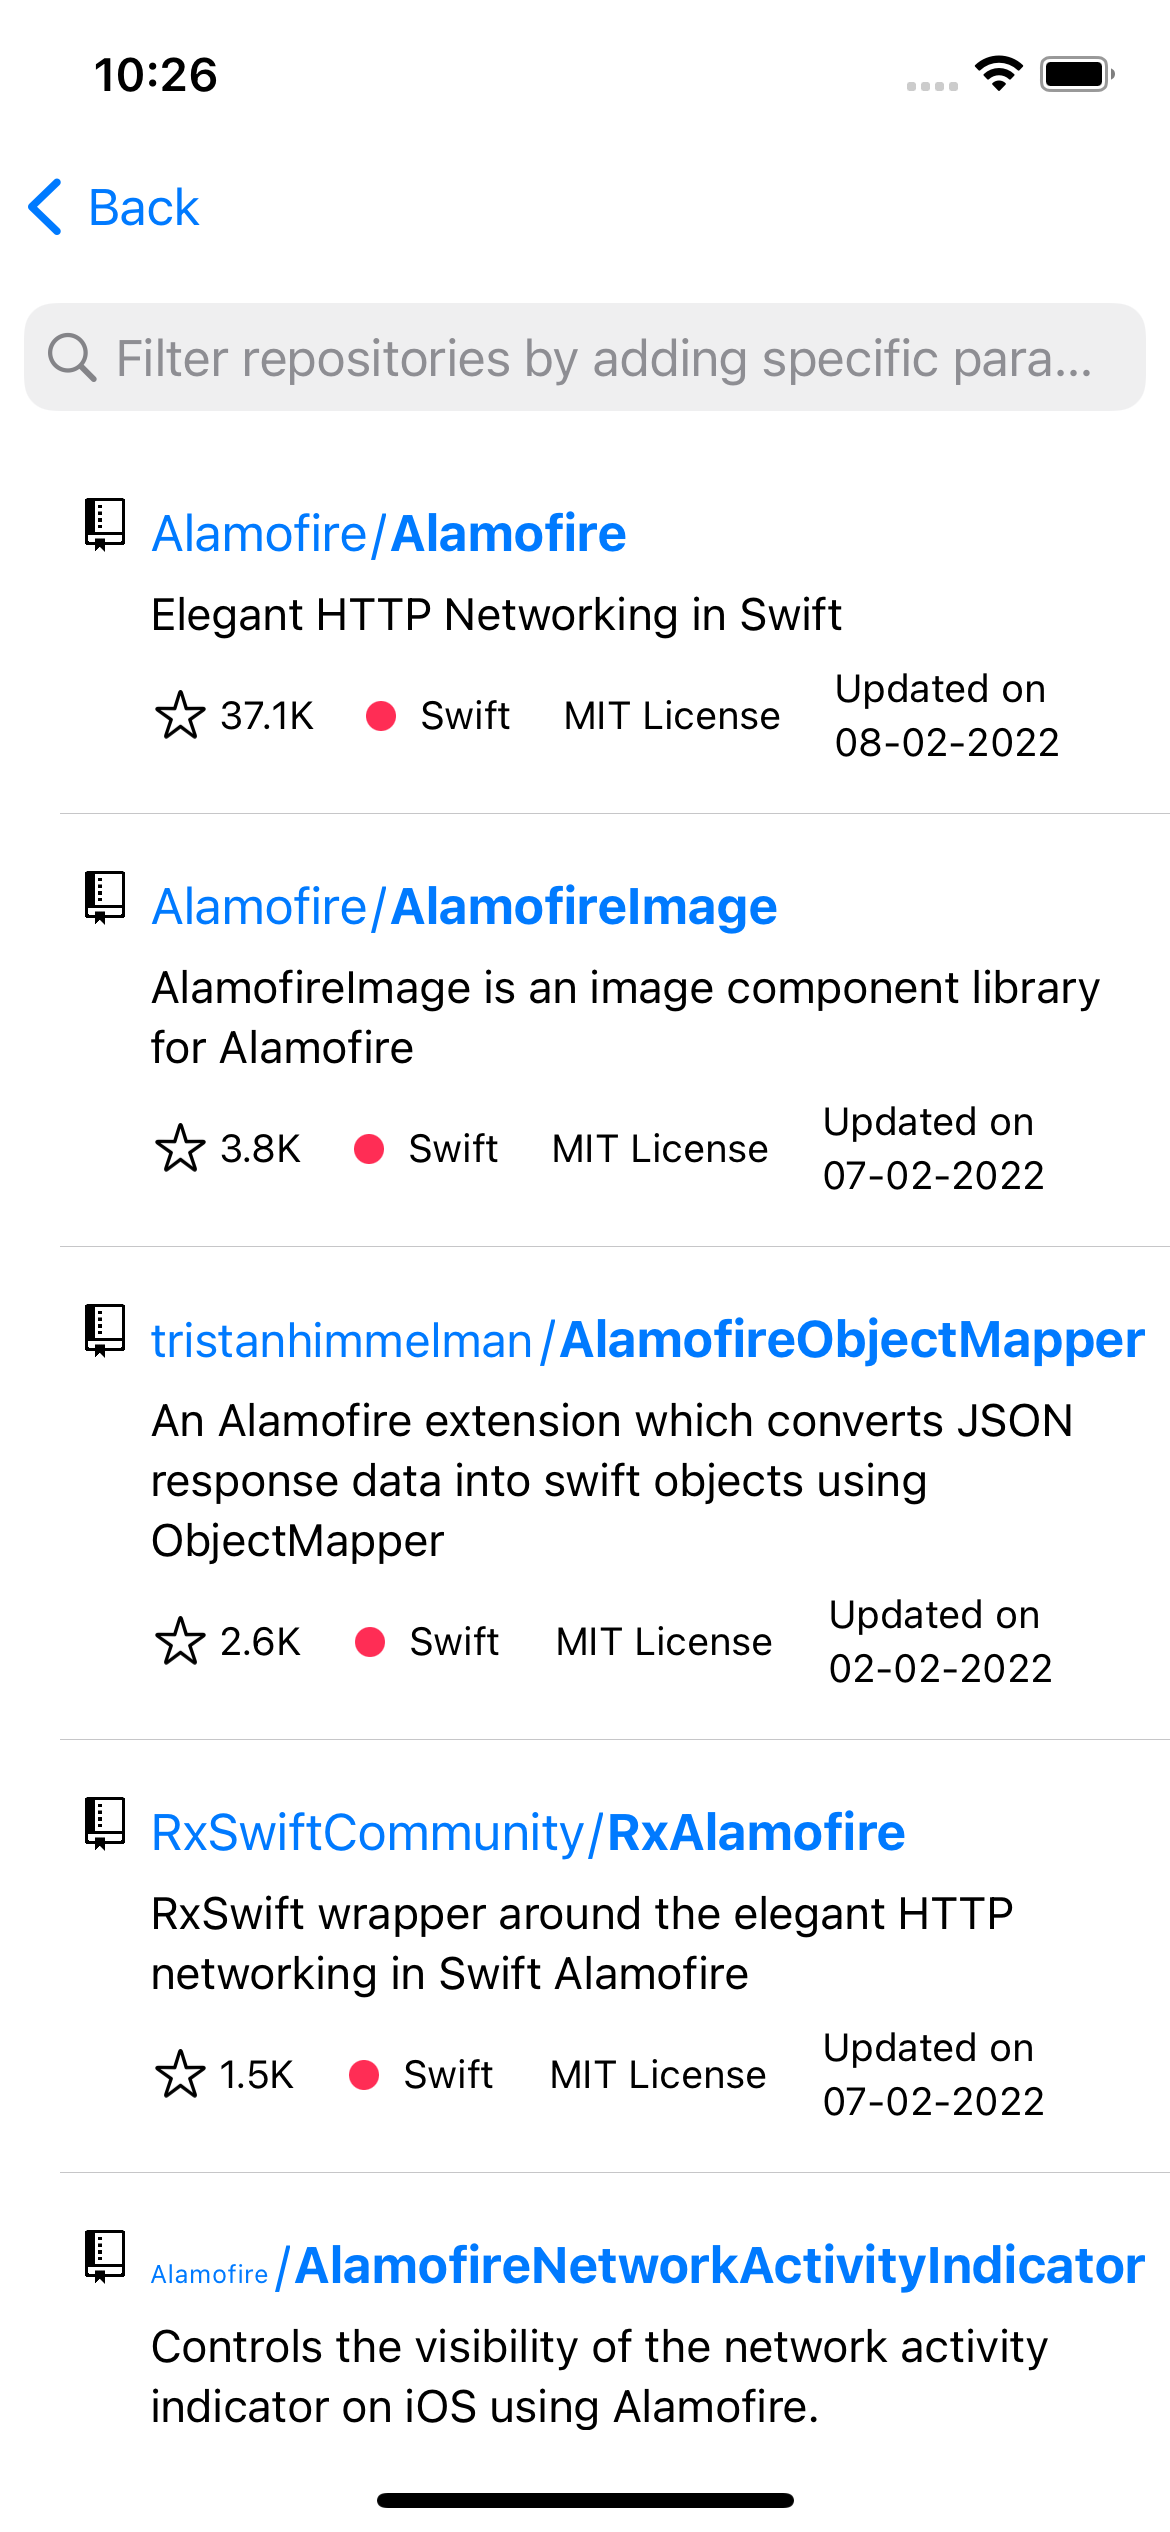 10:26
Back
Filter repositories by adding specific para...
Alamofire/Alamofire
Elegant HTTP Networking in Swift
37.1K Swift MIT License Updated on
08-02-2022
Alamofire/AlamofireImage
AlamofireImage is an image component library
for Alamofire
3.8K Swift MIT License Updated on
07-02-2022
tristanhimmelman/AlamofireObjectMapper
An Alamofire extension which converts JSON
response data into swift objects using
ObjectMapper
2.6K Swift MIT License Updated on
02-02-2022
RxSwiftCommunity/RxAlamofire
RxSwift wrapper around the elegant HTTP
networking in Swift Alamofire
1.5K Swift MIT License Updated on
07-02-2022
Alamofire/AlamofireNetworkActivityIndicator
Controls the visibility of the network activity
indicator on iOS using Alamofire.